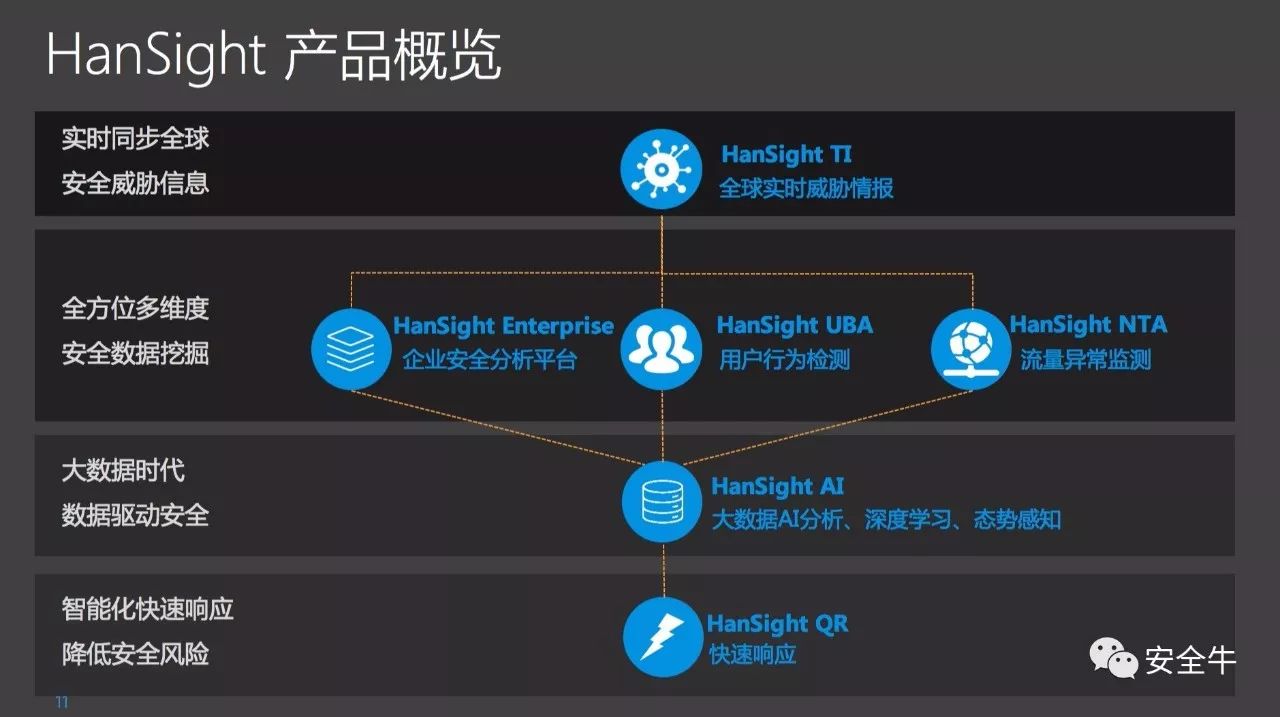 HanSight 产品概览
实时同步全球
安全威胁信息
HanSight TI
全球实时威胁情报
全方位多维度
安全数据挖掘
HanSight Enterprise
企业安全分析平台
HanSight UBA
用户行为检测
HanSight NTA
流量异常监测
大数据时代
数据驱动安全
HanSight AI
大数据AI分析、深度学习、态势感知
智能化快速响应
降低安全风险
HanSight QR
快速响应
安全牛
11